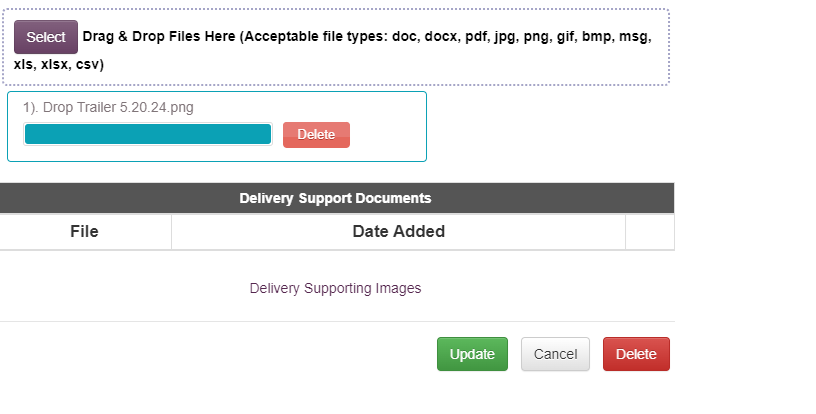 Select Drag & Drop Files Here (Acceptable file types: doc, docx, pdf, jpg, png, gif, bmp, msg,
xls, xlsx, csv)
1). Drop Trailer 5.20.24.png
Delete
Delivery Support Documents
File Date Added
Delivery Supporting Images
Update Cancel Delete